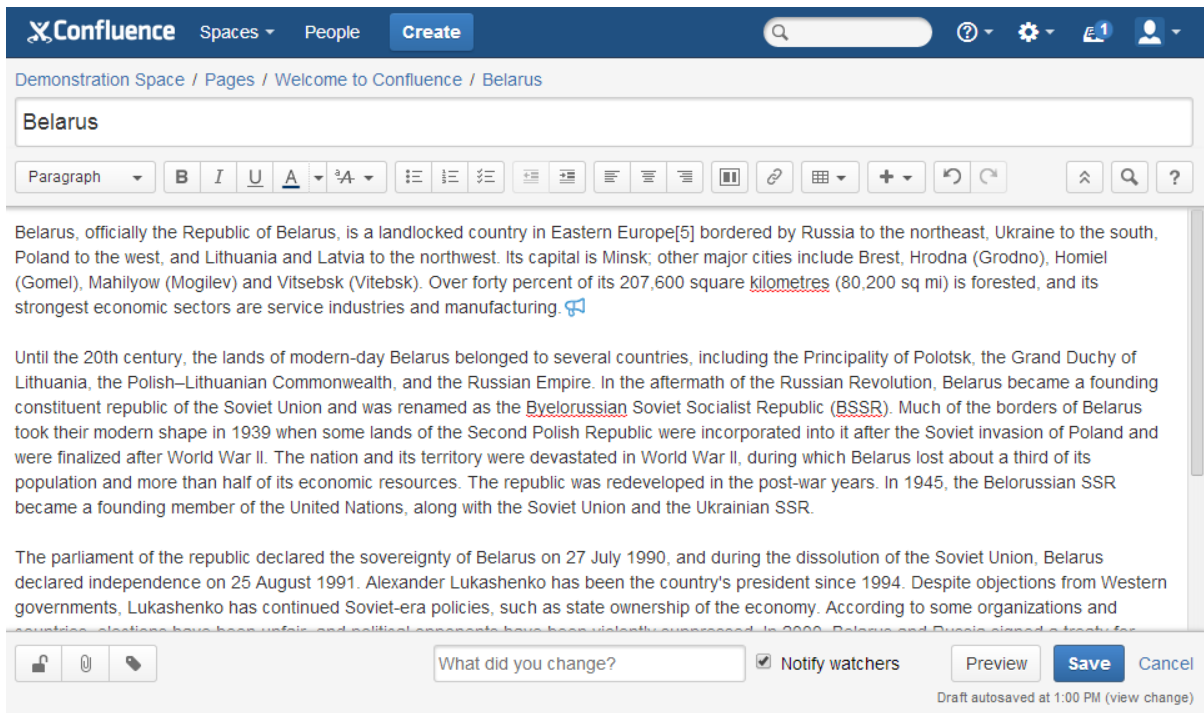 Confluence Spaces People Create 1
Demonstration Space / Pages / Welcome to Confluence / Belarus
Belarus
Paragraph B I U A ªA ?
Belarus, officially the Republic of Belarus, is a landlocked country in Eastern Europe[5] bordered by Russia to the northeast, Ukraine to the south,
Poland to the west, and Lithuania and Latvia to the northwest. Its capital is Minsk; other major cities include Brest, Hrodna (Grodno), Homiel
(Gomel), Mahilyow (Mogilev) and Vitsebsk (Vitebsk). Over forty percent of its 207,600 square kilometres (80,200 sq mi) is forested, and its
strongest economic sectors are service industries and manufacturing.
Until the 20th century, the lands of modern-day Belarus belonged to several countries, including the Principality of Polotsk, the Grand Duchy of
Lithuania, the Polish–Lithuanian Commonwealth, and the Russian Empire. In the aftermath of the Russian Revolution, Belarus became a founding
constituent republic of the Soviet Union and was renamed as the Byelorussian Soviet Socialist Republic (BSSR). Much of the borders of Belarus
took their modern shape in 1939 when some lands of the Second Polish Republic were incorporated into it after the Soviet invasion of Poland and
were finalized after World War II. The nation and its territory were devastated in World War II, during which Belarus lost about a third of its
population and more than half of its economic resources. The republic was redeveloped in the post-war years. In 1945, the Belorussian SSR
became a founding member of the United Nations, along with the Soviet Union and the Ukrainian SSR.
The parliament of the republic declared the sovereignty of Belarus on 27 July 1990, and during the dissolution of the Soviet Union, Belarus
declared independence on 25 August 1991. Alexander Lukashenko has been the country's president since 1994. Despite objections from Western
governments, Lukashenko has continued Soviet-era policies, such as state ownership of the economy. According to some organizations and
What did you change? Notify watchers Preview Save Cancel
Draft autosaved at 1:00 PM (view change)